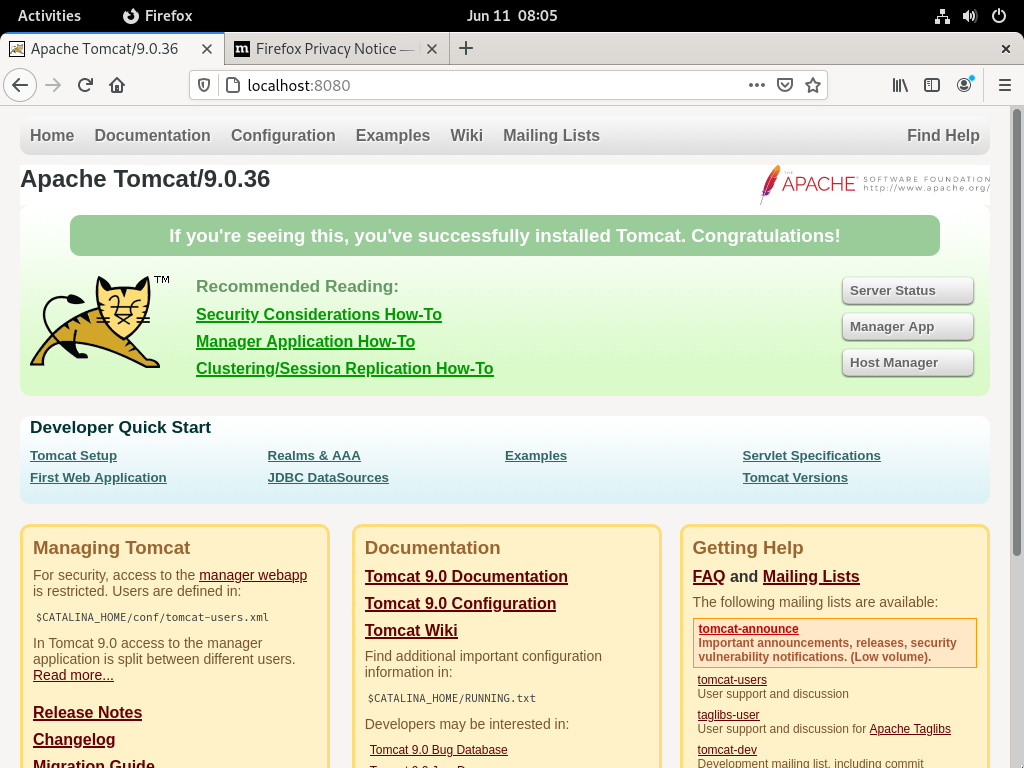 Activities Firefox Jun 11 08:05
Apache Tomcat/9.0.36 Firefox Privacy Notice —
localhost:8080
Home Documentation Configuration Examples Wiki Mailing Lists Find Help
Apache Tomcat/9.0.36
THE APACHE SOFTWARE FOUNDATION
http://www.apache.org/
If you're seeing this, you've successfully installed Tomcat. Congratulations!
TM
Recommended Reading:
Security Considerations How-To
Manager Application How-To
Clustering/Session Replication How-To
Server Status
Manager App
Host Manager
Developer Quick Start
Tomcat Setup
First Web Application
Realms & AAA
JDBC DataSources
Examples
Servlet Specifications
Tomcat Versions
Managing Tomcat
For security, access to the manager webapp
is restricted. Users are defined in:
$CATALINA_HOME/conf/tomcat-users.xml
In Tomcat 9.0 access to the manager
application is split between different users.
Read more...
Release Notes
Changelog
Migration Guide
Documentation
Tomcat 9.0 Documentation
Tomcat 9.0 Configuration
Tomcat Wiki
Find additional important configuration
information in:
$CATALINA_HOME/RUNNING.txt
Developers may be interested in:
Tomcat 9.0 Bug Database
Getting Help
FAQ and Mailing Lists
The following mailing lists are available:
tomcat-announce
Important announcements, releases, security
vulnerability notifications. (Low volume).
tomcat-users
User support and discussion
taglibs-user
User support and discussion for Apache Taglibs
tomcat-dev
Development mailing list, including commit